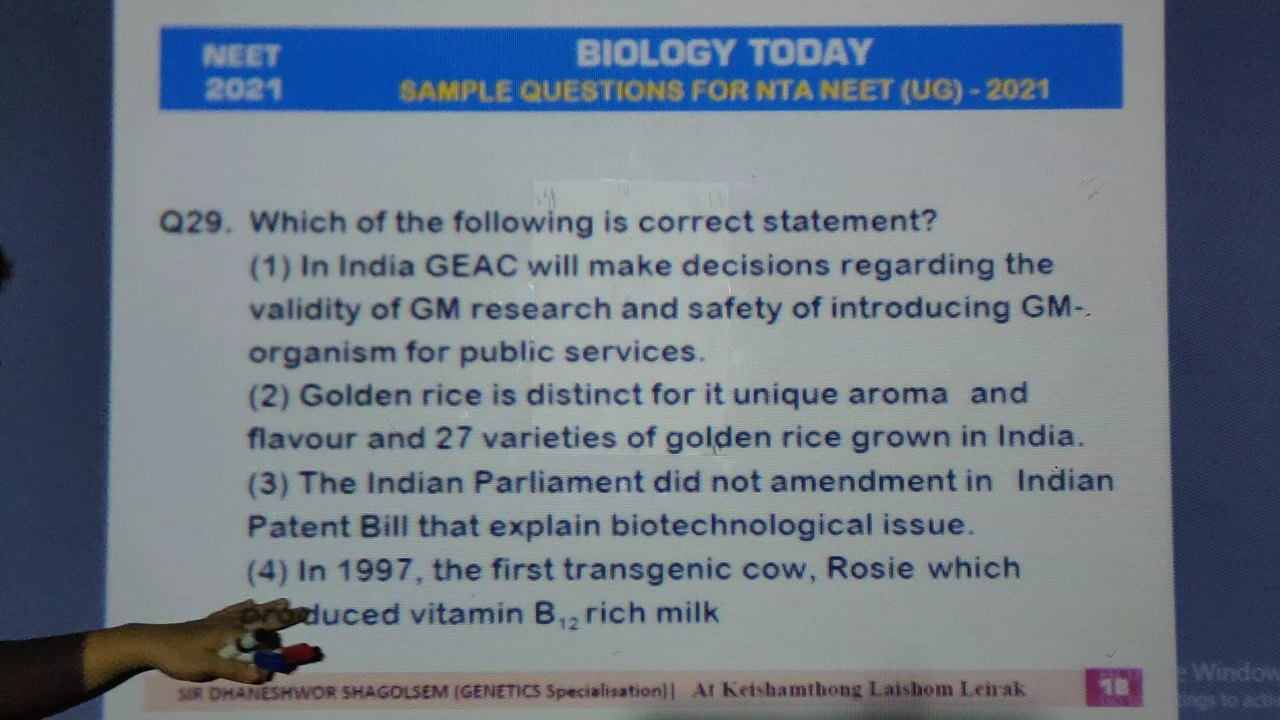 NEET
2021
BIOLOGY TODAY
SAMPLE QUESTIONS FOR NTA NEET (UG) - 2021
Q29. Which of the following is correct statement?
(1) In India GEAC will make decisions regarding the
validity of GM research and safety of introducing GM-
organism for public services.
(2) Golden rice is distinct for it unique aroma and
flavour and 27 varieties of golden rice grown in India.
(3) The Indian Parliament did not amendment in Indian
Patent Bill that explain biotechnological issue.
(4) In 1997, the first transgenic cow, Rosie which
produced vitamin B₁₂ rich milk
SIR DHANESHWOR SHAGOLSEM (GENETICS Specialisation)| At Keishamthong Laishom Leirak
18